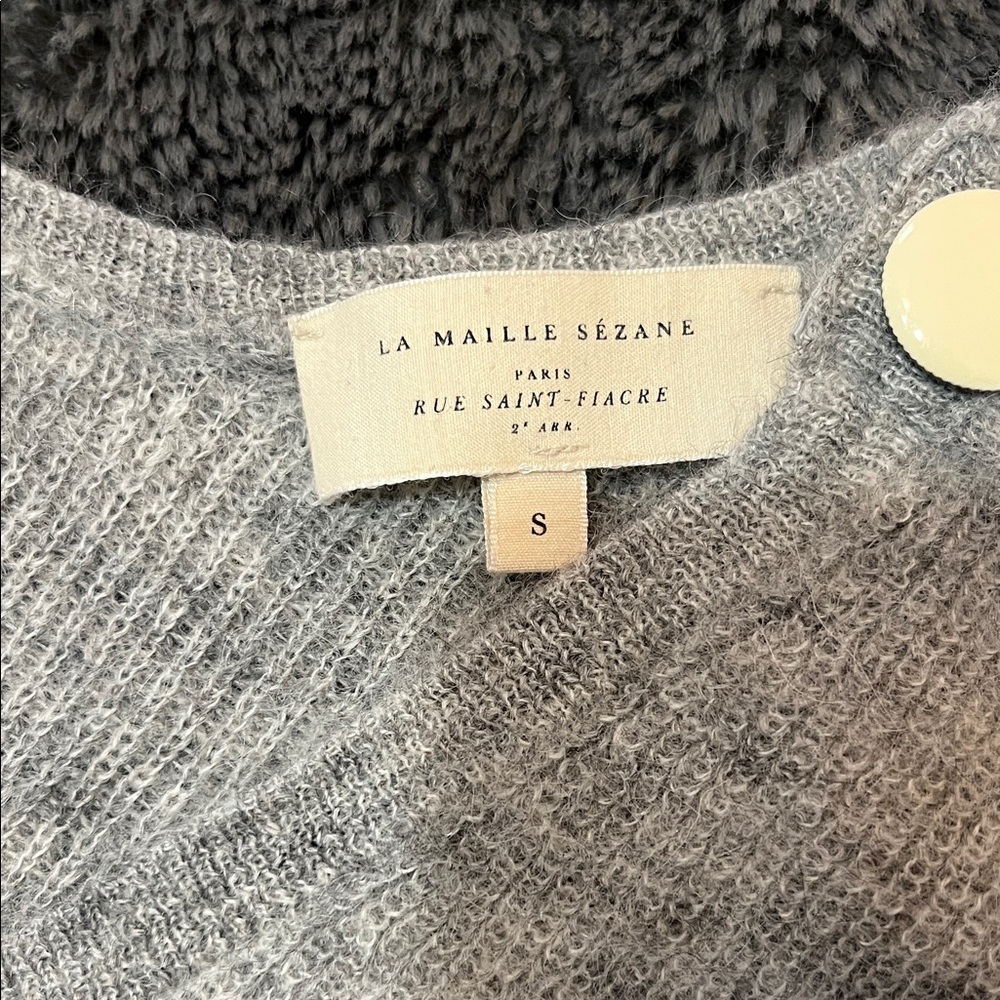 LA MAILLE SÉZANE
PARIS
RUE SAINT-FIACRE
2E ARR.
S